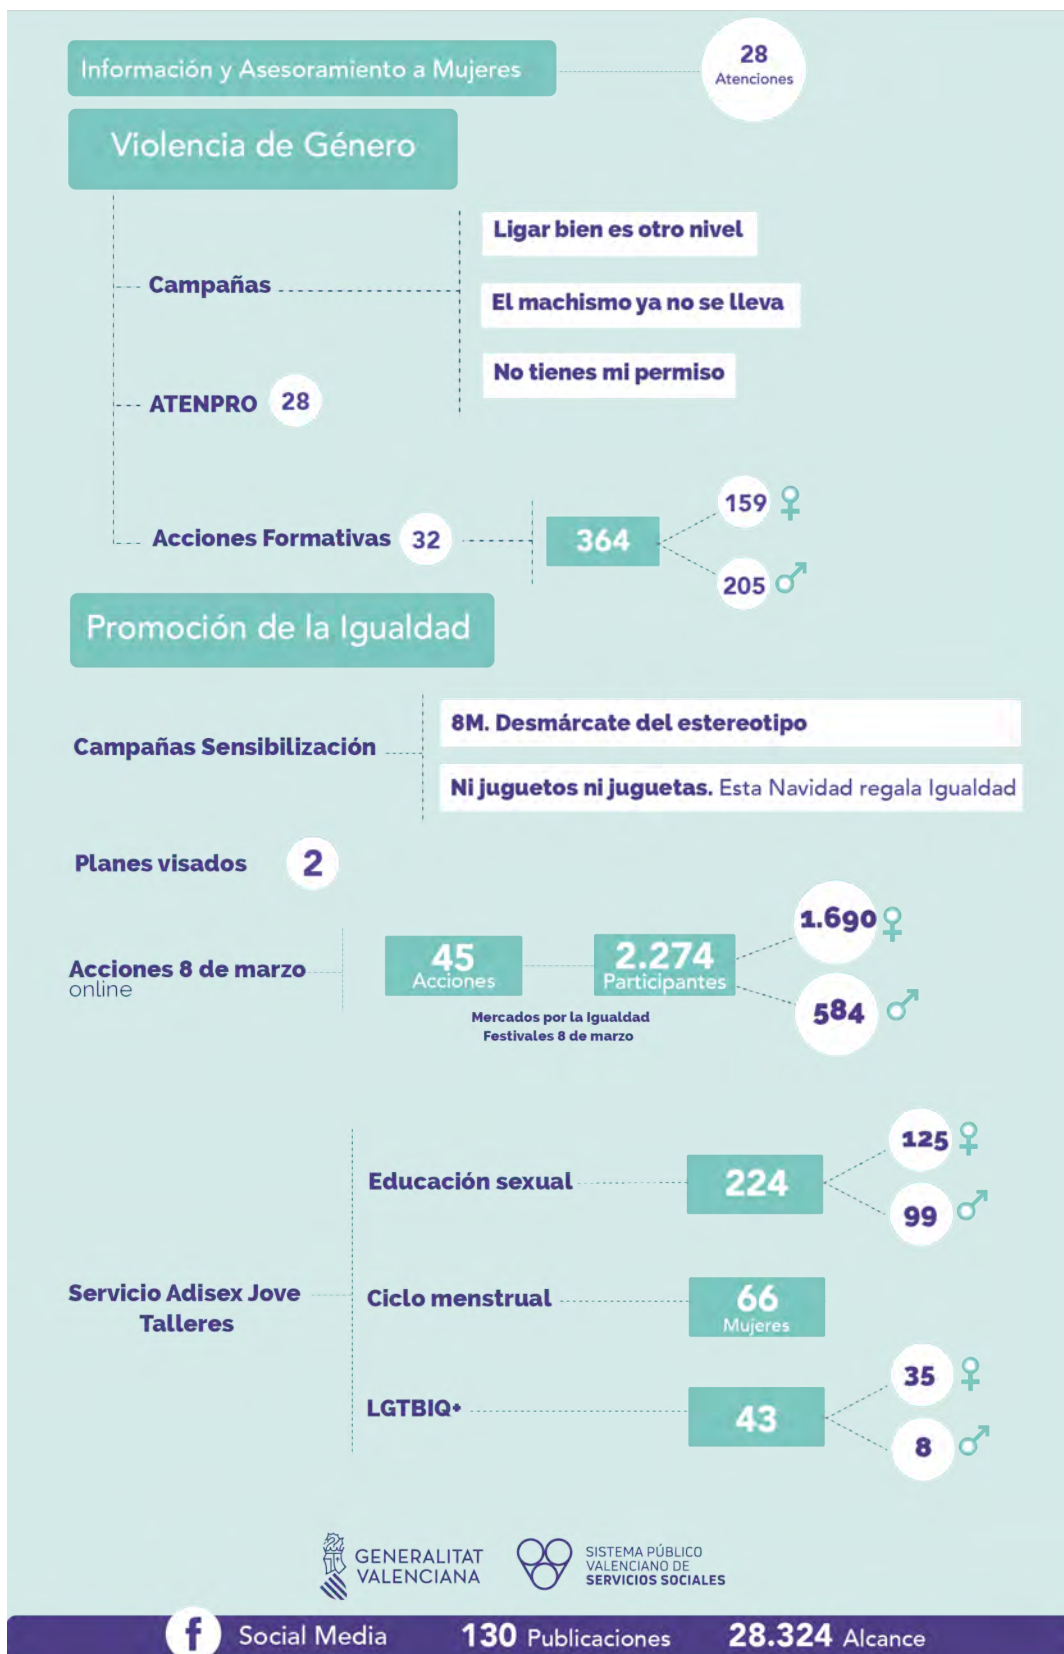 Información y Asesoramiento a Mujeres
28
Atenciones
Violencia de Género
Campañas
Ligar bien es otro nivel
El machismo ya no se lleva
No tienes mi permiso
ATENPRO 28
Acciones Formativas 32
364
159
205
Promoción de la Igualdad
Campañas Sensibilización
8M. Desmárcate del estereotipo
Ni juguetos ni juguetas. Esta Navidad regala Igualdad
Planes visados 2
Acciones 8 de marzo
online
45
Acciones
2.274
Participantes
1.690
584
Mercados por la Igualdad
Festivales 8 de marzo
Servicio Adisex Jove
Talleres
Educación sexual
224
125
99
Ciclo menstrual
66
Mujeres
LGTBIQ+
43
35
8
GENERALITAT
VALENCIANA
SISTEMA PÚBLICO
VALENCIANO DE
SERVICIOS SOCIALES
f Social Media 130 Publicaciones 28.324 Alcance